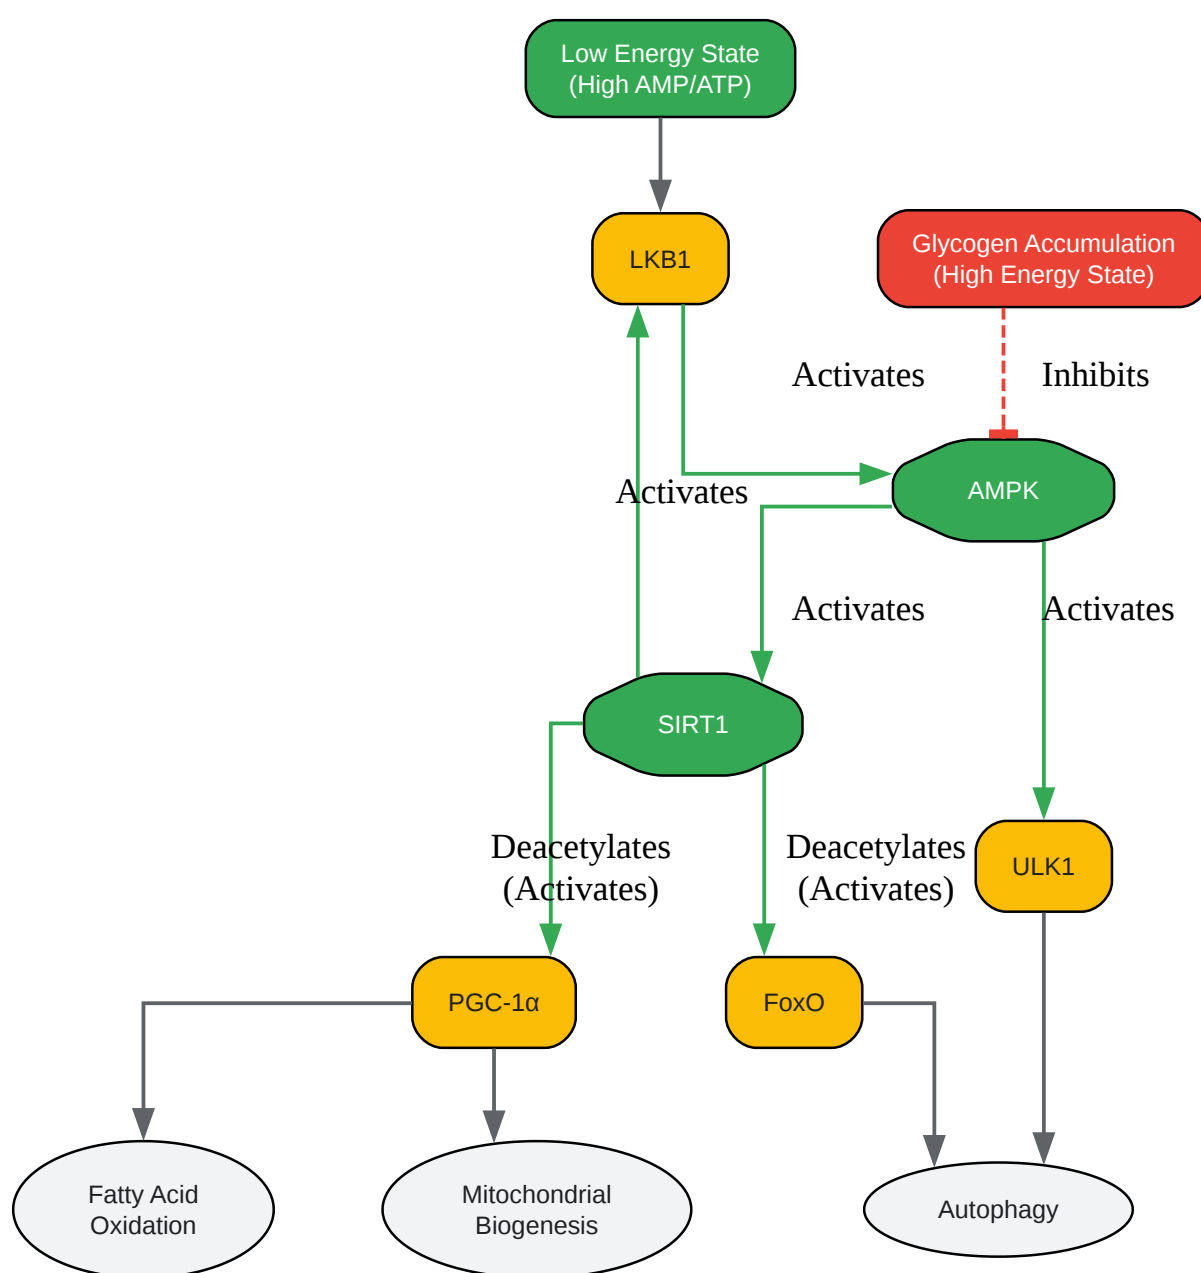 Low Energy State
(High AMP/ATP)
LKB1
Glycogen Accumulation
(High Energy State)
Activates
Inhibits
Activates
AMPK
Activates
Activates
SIRT1
Deacetylates
(Activates)
Deacetylates
(Activates)
ULK1
PGC-1α
FoxO
Fatty Acid
Oxidation
Mitochondrial
Biogenesis
Autophagy